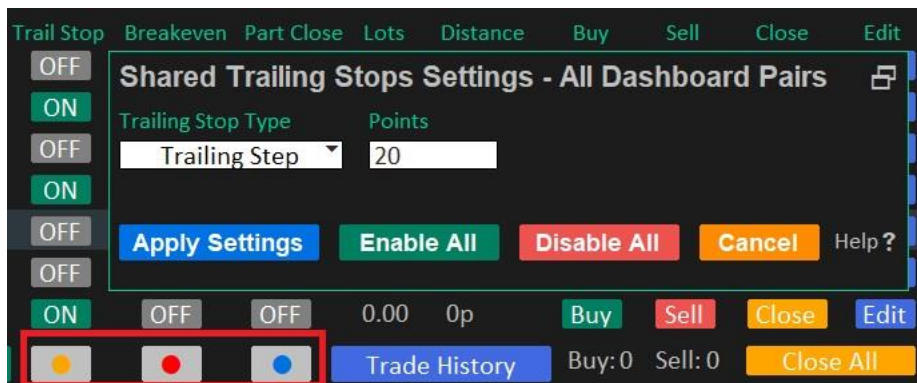 Trail Stop Breakeven Part Close Lots Distance Buy Sell Close Edit
OFF
Shared Trailing Stops Settings - All Dashboard Pairs
ON
Trailing Stop Type Points
OFF
Trailing Step 20
ON
OFF
Apply Settings Enable All Disable All Cancel Help ?
OFF
ON OFF OFF 0.00 0p Buy Sell Close Edit
Trade History Buy: 0 Sell: 0 Close All